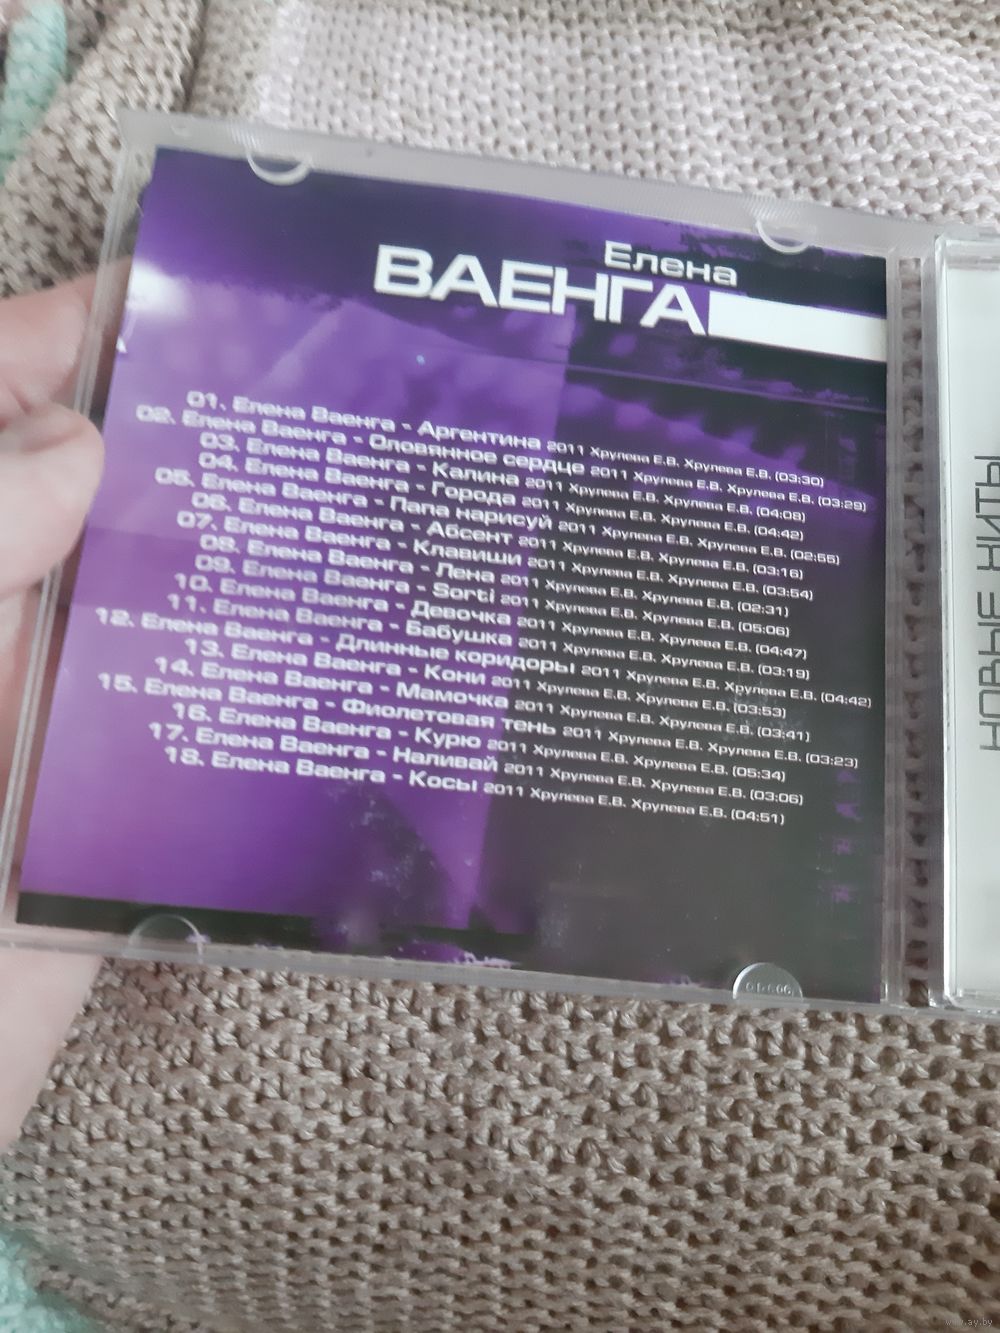 Елена
ВАЕНГА
01. Елена Ваенга - Аргентина 2011 Хрулева Е.В. Хрулева Е.В. (03:30)
02. Елена Ваенга - Оловянное сердце 2011 Хрулева Е.В. Хрулева Е.В. (03:29)
03. Елена Ваенга - Калина 2011 Хрулева Е.В. Хрулева Е.В. (04:08)
04. Елена Ваенга - Города 2011 Хрулева Е.В. Хрулева Е.В. (04:42)
05. Елена Ваенга - Папа нарисуй 2011 Хрулева Е.В. Хрулева Е.В. (02:55)
06. Елена Ваенга - Абсент 2011 Хрулева Е.В. Хрулева Е.В. (03:16)
07. Елена Ваенга - Клавиши 2011 Хрулева Е.В. Хрулева Е.В. (03:54)
08. Елена Ваенга - Лена 2011 Хрулева Е.В. Хрулева Е.В. (02:31)
09. Елена Ваенга - Sorti 2011 Хрулева Е.В. Хрулева Е.В. (05:06)
10. Елена Ваенга - Девочка 2011 Хрулева Е.В. Хрулева Е.В. (04:47)
11. Елена Ваенга - Бабушка 2011 Хрулева Е.В. Хрулева Е.В. (03:19)
12. Елена Ваенга - Длинные коридоры 2011 Хрулева Е.В. Хрулева Е.В. (04:42)
13. Елена Ваенга - Кони 2011 Хрулева Е.В. Хрулева Е.В. (03:53)
14. Елена Ваенга - Мамочка 2011 Хрулева Е.В. Хрулева Е.В. (03:41)
15. Елена Ваенга - Фиолетовая тень 2011 Хрулева Е.В. Хрулева Е.В. (03:23)
16. Елена Ваенга - Курю 2011 Хрулева Е.В. Хрулева Е.В. (05:34)
17. Елена Ваенга - Наливай 2011 Хрулева Е.В. Хрулева Е.В. (03:06)
18. Елена Ваенга - Косы 2011 Хрулева Е.В. Хрулева Е.В. (04:51)
НОВЫЕ ХИТЫ
www.ay.by